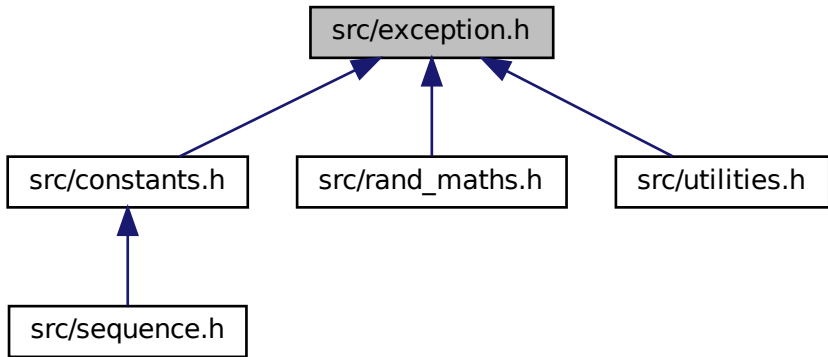 src/exception.h
src/constants.h
src/rand_maths.h
src/utilities.h
src/sequence.h